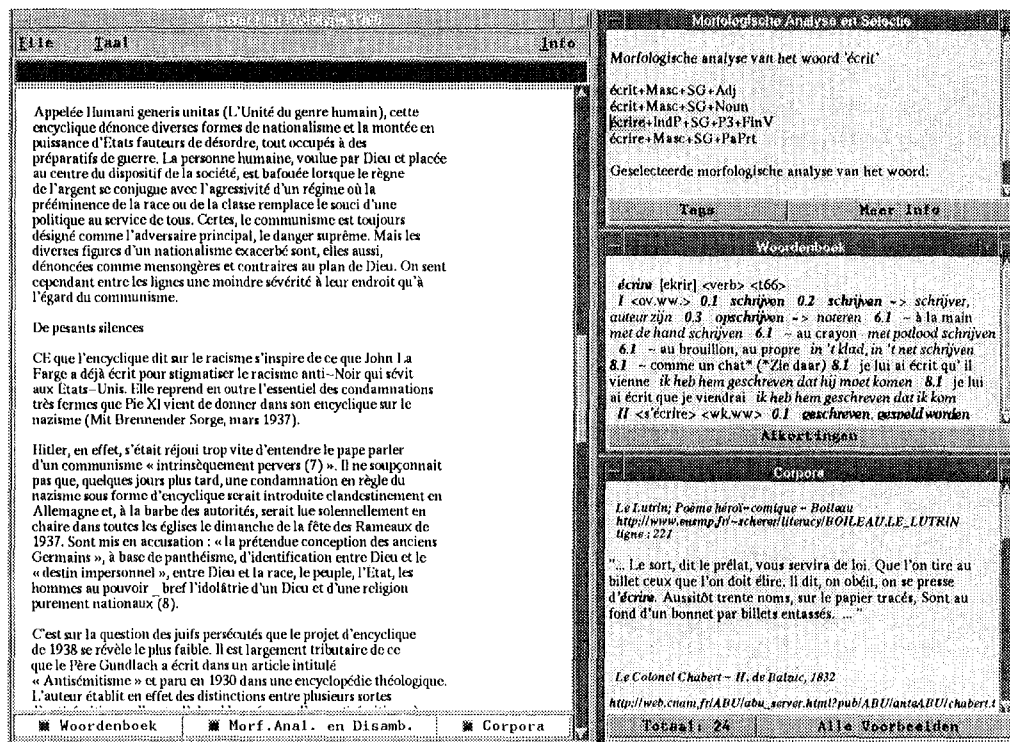 Glosser Prototype
File Taal Info
Appelée Humani generis unitas (L'Unité du genre humain), cette
encyclique dénonce diverses formes de nationalisme et la montée en
puissance d'Etats fauteurs de désordre, tout occupés à des
préparatifs de guerre. La personne humaine, voulue par Dieu et placée
au centre du dispositif de la société, est bafouée lorsque le règne
de l'argent se conjugue avec l'agressivité d'un régime où la
prééminence de la race ou de la classe remplace le souci d'une
politique au service de tous. Certes, le communisme est toujours
désigné comme l'adversaire principal, le danger suprême. Mais les
diverses figures d'un nationalisme exacerbé sont, elles aussi,
dénoncées comme mensongères et contraires au plan de Dieu. On sent
cependant entre les lignes une moindre sévérité à leur endroit qu'à
l'égard du communisme.
De pesants silences
CE que l'encyclique dit sur le racisme s'inspire de ce que John La
Farge a déjà écrit pour stigmatiser le racisme anti-Noir qui sévit
aux Etats-Unis. Elle reprend en outre l'essentiel des condamnations
très fermes que Pie XI vient de donner dans son encyclique sur le
nazisme (Mit Brennender Sorge, mars 1937).
Hitler, en effet, s'était réjoui trop vite d'entendre le pape parler
d'un communisme « intrinsèquement pervers (7) ». Il ne soupçonnait
pas que, quelques jours plus tard, une condamnation en règle du
nazisme sous forme d'encyclique serait introduite clandestinement en
Allemagne et, à la barbe des autorités, serait lue solennellement en
chaire dans toutes les églises le dimanche de la fête des Rameaux de
1937. Sont mis en accusation : « la prétendue conception des anciens
Germains », à base de panthéisme, d'identification entre Dieu et le
« destin impersonnel », entre Dieu et la race, le peuple, l'Etat, les
hommes au pouvoir _ bref l'idolâtrie d'un Dieu et d'une religion
purement nationaux (8).
C'est sur la question des juifs persécutés que le projet d'encyclique
de 1938 se révèle le plus faible. Il est largement tributaire de ce
que le Père Gundlach a écrit dans un article intitulé
« Antisémitisme » et paru en 1930 dans une encyclopédie théologique.
L'auteur établit en effet des distinctions entre plusieurs sortes
Woordenboek Morf.Anal. en Disamb. Corpora
Morfologische Analyse en Selectie
Morfologische analyse van het woord 'écrit'
écrit+Masc+SG+Adj
écrit+Masc+SG+Noun
écrire+IndP+SG+P3+FinV
écrire+Masc+SG+PaPrt
Geselecteerde morfologische analyse van het woord:
Tags Meer Info
Woordenboek
écrire [ekrir] <verb> <t66>
I <ov.ww.> 0.1 schrijven 0.2 schrijven -> schrijver,
auteur zijn 0.3 opschrijven -> noteren 6.1 ~ à la main
met de hand schrijven 6.1 ~ au crayon met potlood schrijven
6.1 ~ au brouillon, au propre in 't klad, in 't net schrijven
8.1 ~ comme un chat* (*Zie daar) 8.1 je lui ai écrit qu' il
vienne ik heb hem geschreven dat hij moet komen 8.1 je lui
ai écrit que je viendrai ik heb hem geschreven dat ik kom
II <s'écrire> <wk.ww> 0.1 geschreven, gespeld worden
Afkortingen
Corpora
Le Lutrin; Poème héroï-comique - Boileau
http://www.ensmp.fr/~scherer/literacy/BOILEAU.LE_LUTRIN
ligne : 221
"... Le sort, dit le prélat, vous servira de loi. Que l'on tire au
billet ceux que l'on doit élire. Il dit, on obéit, on se presse
d'écrire. Aussitôt trente noms, sur le papier tracés, Sont au
fond d'un bonnet par billets entassés. ..."
Le Colonel Chabert - H. de Balzac, 1832
http://web.cnam.fr/ABU/abu_server.html?pub/ABU/anteABU/chabert.t
Totaal: 24 Alle Voorbeelden